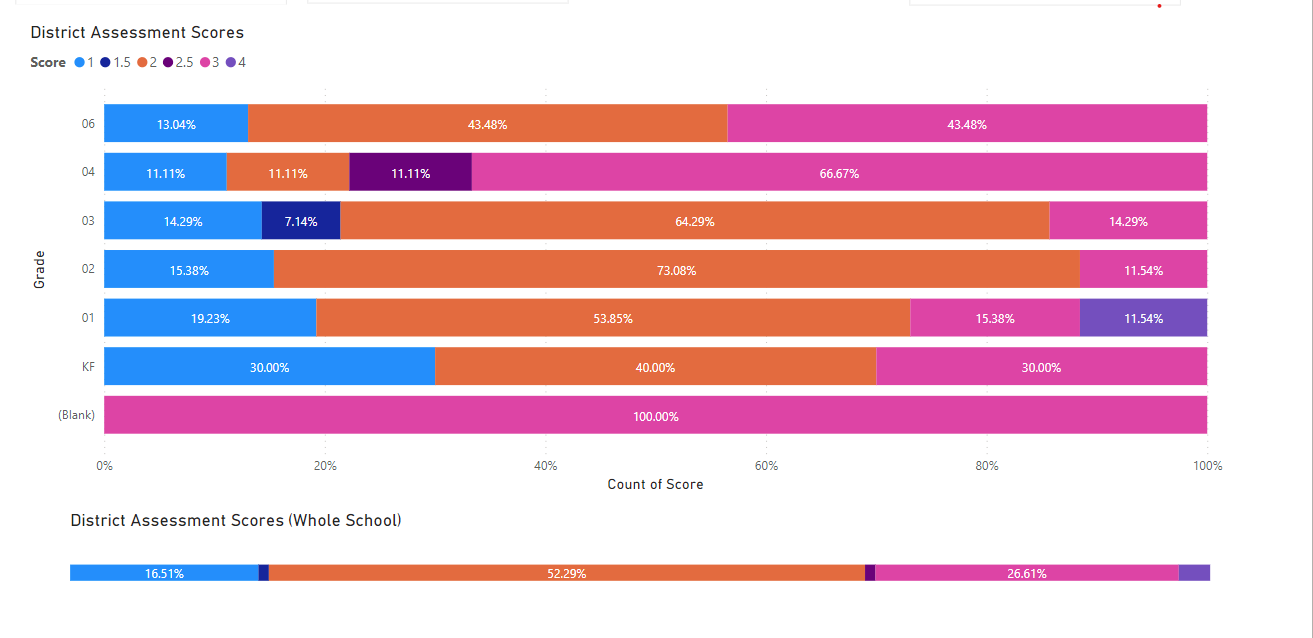 District Assessment Scores
Score 1 1.5 2 2.5 3 4
06 13.04% 43.48% 43.48%
04 11.11% 11.11% 11.11% 66.67%
03 14.29% 7.14% 64.29% 14.29%
02 15.38% 73.08% 11.54%
01 19.23% 53.85% 15.38% 11.54%
KF 30.00% 40.00% 30.00%
(Blank) 100.00%
Grade
0% 20% 40% 60% 80% 100%
Count of Score
District Assessment Scores (Whole School)
16.51% 52.29% 26.61%